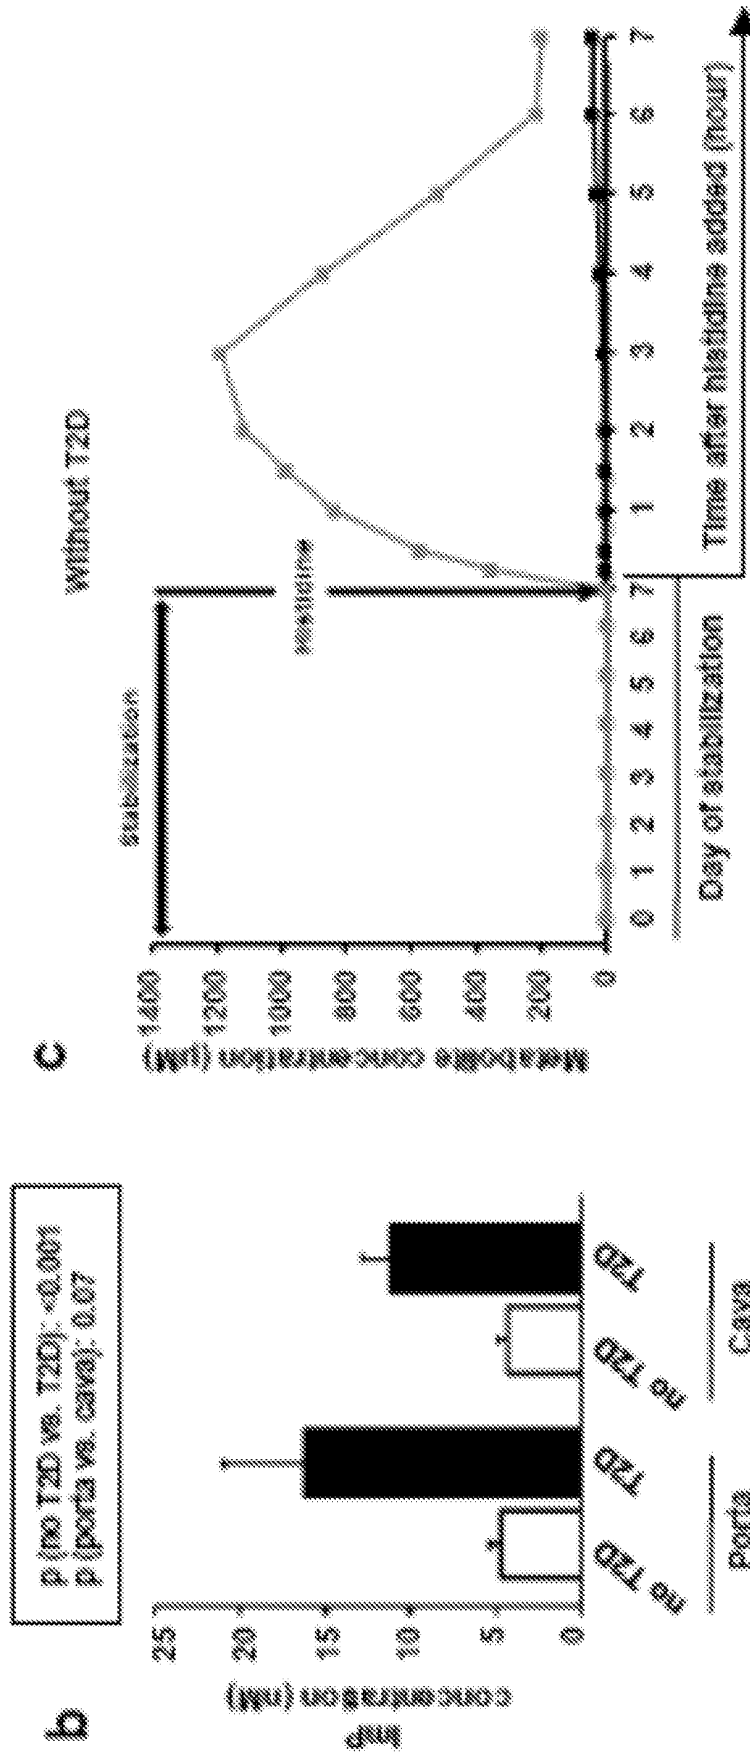 b
p (no T2D vs. T2D): <0.001
p (porta vs. cava): 0.07
ImP
concentration (nM)
25
20
15
10
5
0
no T2D
T2D
no T2D
T2D
Porta
Cava
c
Without T2D
Stabilization
Histidine
Metabolite concentration (µM)
1400
1200
1000
800
600
400
200
0
0 1 2 3 4 5 6 7
1 2 3 4 5 6 7
Day of stabilization
Time after histidine added (hour)